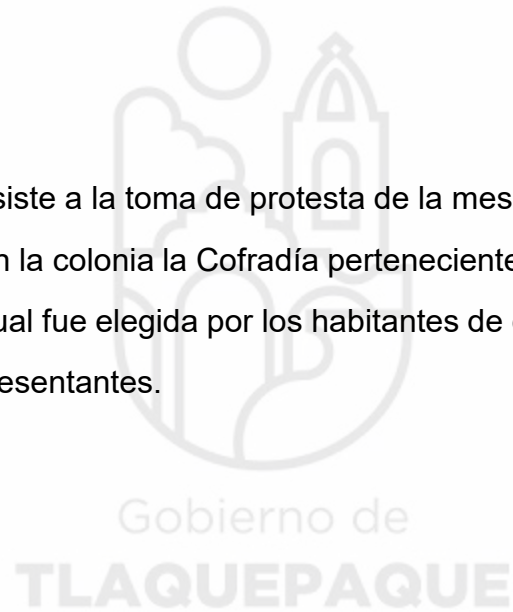 siste a la toma de protesta de la mes
n la colonia la Cofradía perteneciente
ual fue elegida por los habitantes de
esentantes.
Gobierno de
TLAQUEPAQUE